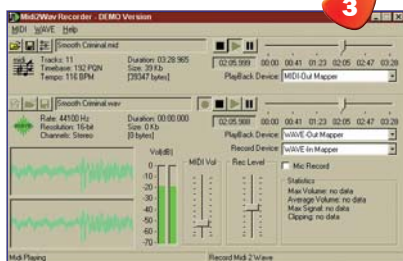 3
Midi2Wav Recorder - DEMO Version
MIDI WAVE Help
Smooth Criminal.mid
Tracks: 11 Duration: 03:28.965
Timebase: 192 PQN Size: 39 Kb
Tempo: 116 BPM [39347 bytes]
02:05.999 00:00 00:41 01:23 02:05 02:47 03:28
PlayBack Device MIDI-Out Mapper
Smooth Criminal.wav
Rate: 44100 Hz Duration: 00:00.000
Resolution: 16-bit Size: 0 Kb
Channels: Stereo [0 bytes]
02:05.908 00:00 00:41 01:23 02:05 02:47 03:28
PlayBack Device WAVE-Out Mapper
Record Device WAVE-In Mapper
Vol(dB) MIDI Vol Rec Level Mic Record
0
-10
-20
-30
-40
-50
-60
-70
Statistics
Max Volume: no data
Average Volume: no data
Max Signal: no data
Clipping: no data
Midi Playing Record Midi 2 Wave